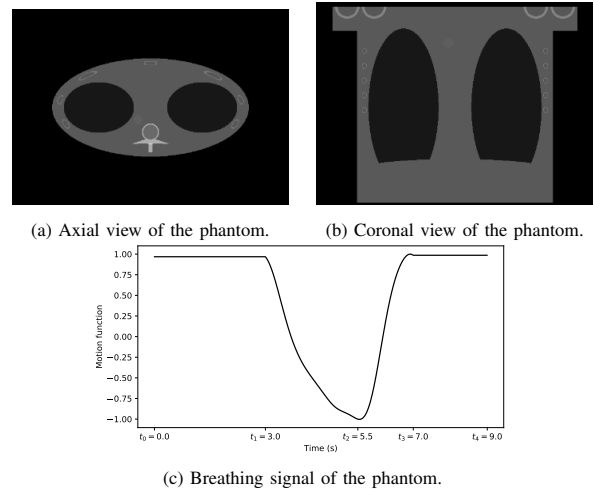 (a) Axial view of the phantom.
(b) Coronal view of the phantom.
1.00
0.75
0.50
0.25
0.00
−0.25
−0.50
−0.75
−1.00
Motion function
t₀ = 0.0
t₁ = 3.0
t₂ = 5.5
t₃ = 7.0
t₄ = 9.0
Time (s)
(c) Breathing signal of the phantom.